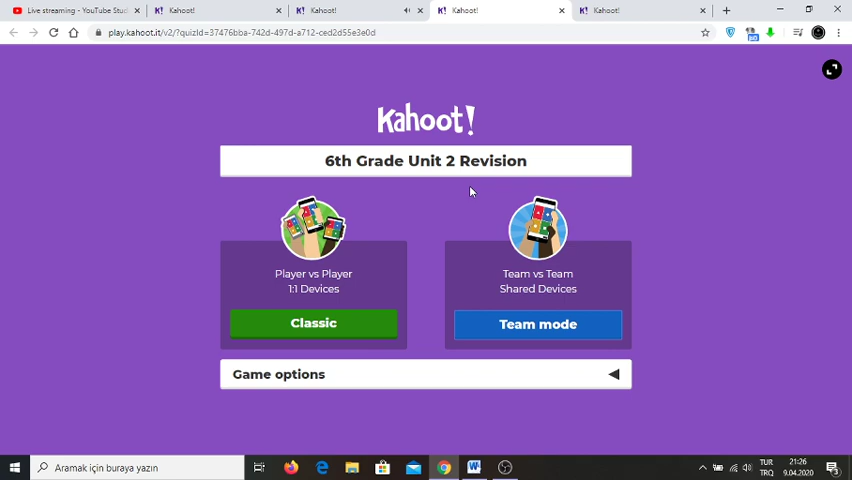 Live streaming - YouTube Stud
Kahoot!
Kahoot!
Kahoot!
Kahoot!
play.kahoot.it/v2/?quizId=37476bba-742d-497d-a712-ced2d55e3e0d
Kahoot!
6th Grade Unit 2 Revision
Player vs Player
1:1 Devices
Classic
Team vs Team
Shared Devices
Team mode
Game options
Aramak için buraya yazın
TUR
TRQ
21:26
9.04.2020